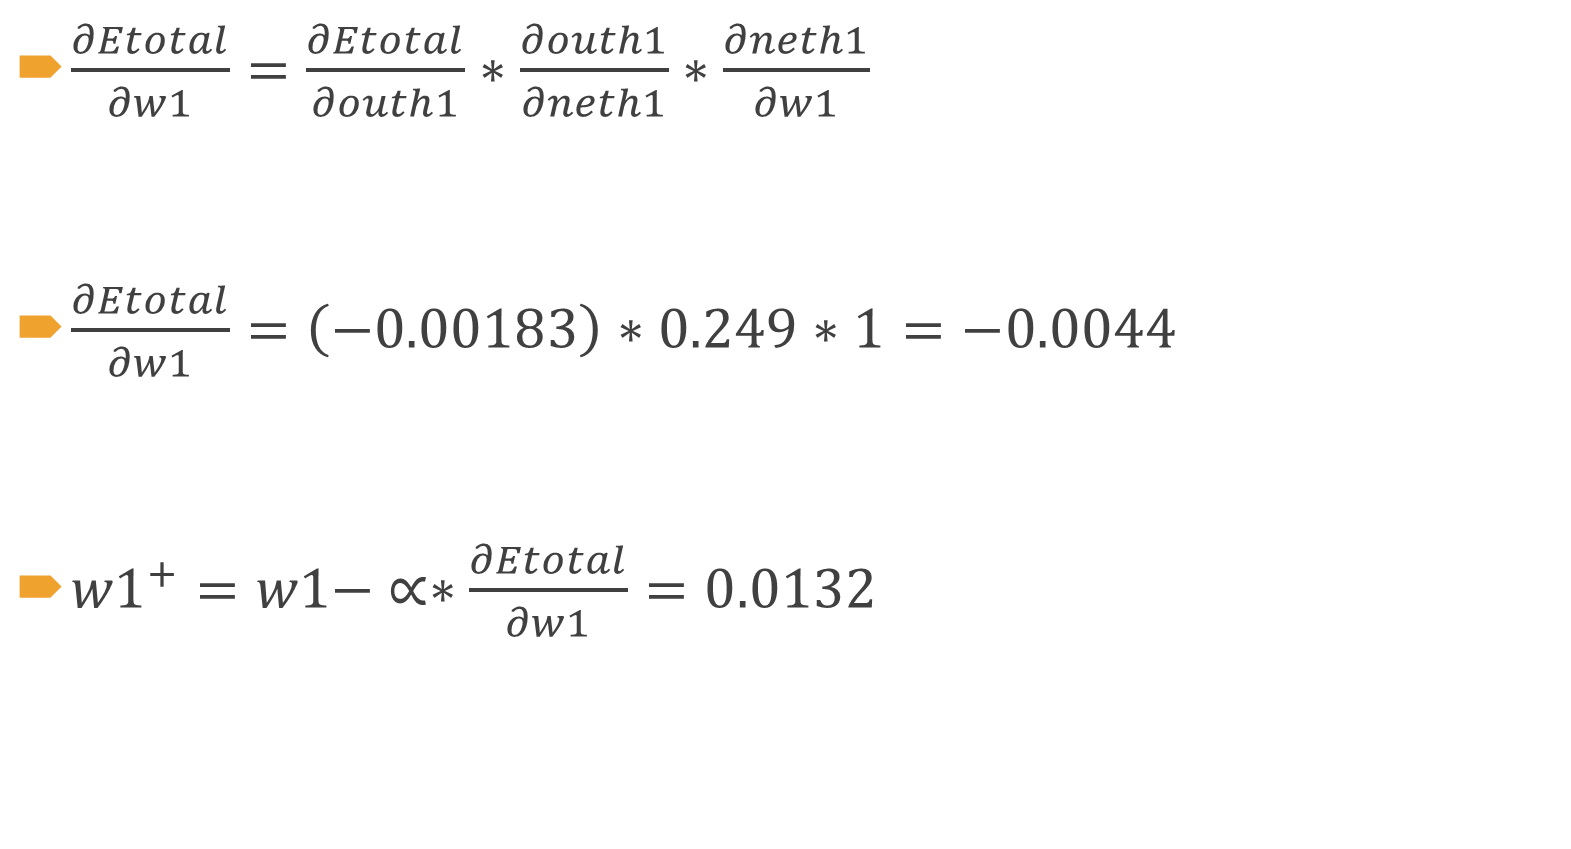 ∂Etotal/∂w1 = ∂Etotal/∂outh1 ∗ ∂outh1/∂neth1 ∗ ∂neth1/∂w1
∂Etotal/∂w1 = (−0.00183) ∗ 0.249 ∗ 1 = −0.0044
w1⁺ = w1− ∝∗ ∂Etotal/∂w1 = 0.0132